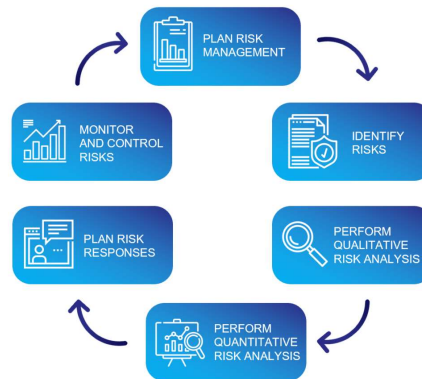 PLAN RISK
MANAGEMENT
IDENTIFY
RISKS
PERFORM
QUALITATIVE
RISK ANALYSIS
PERFORM
QUANTITATIVE
RISK ANALYSIS
PLAN RISK
RESPONSES
MONITOR
AND CONTROL
RISKS